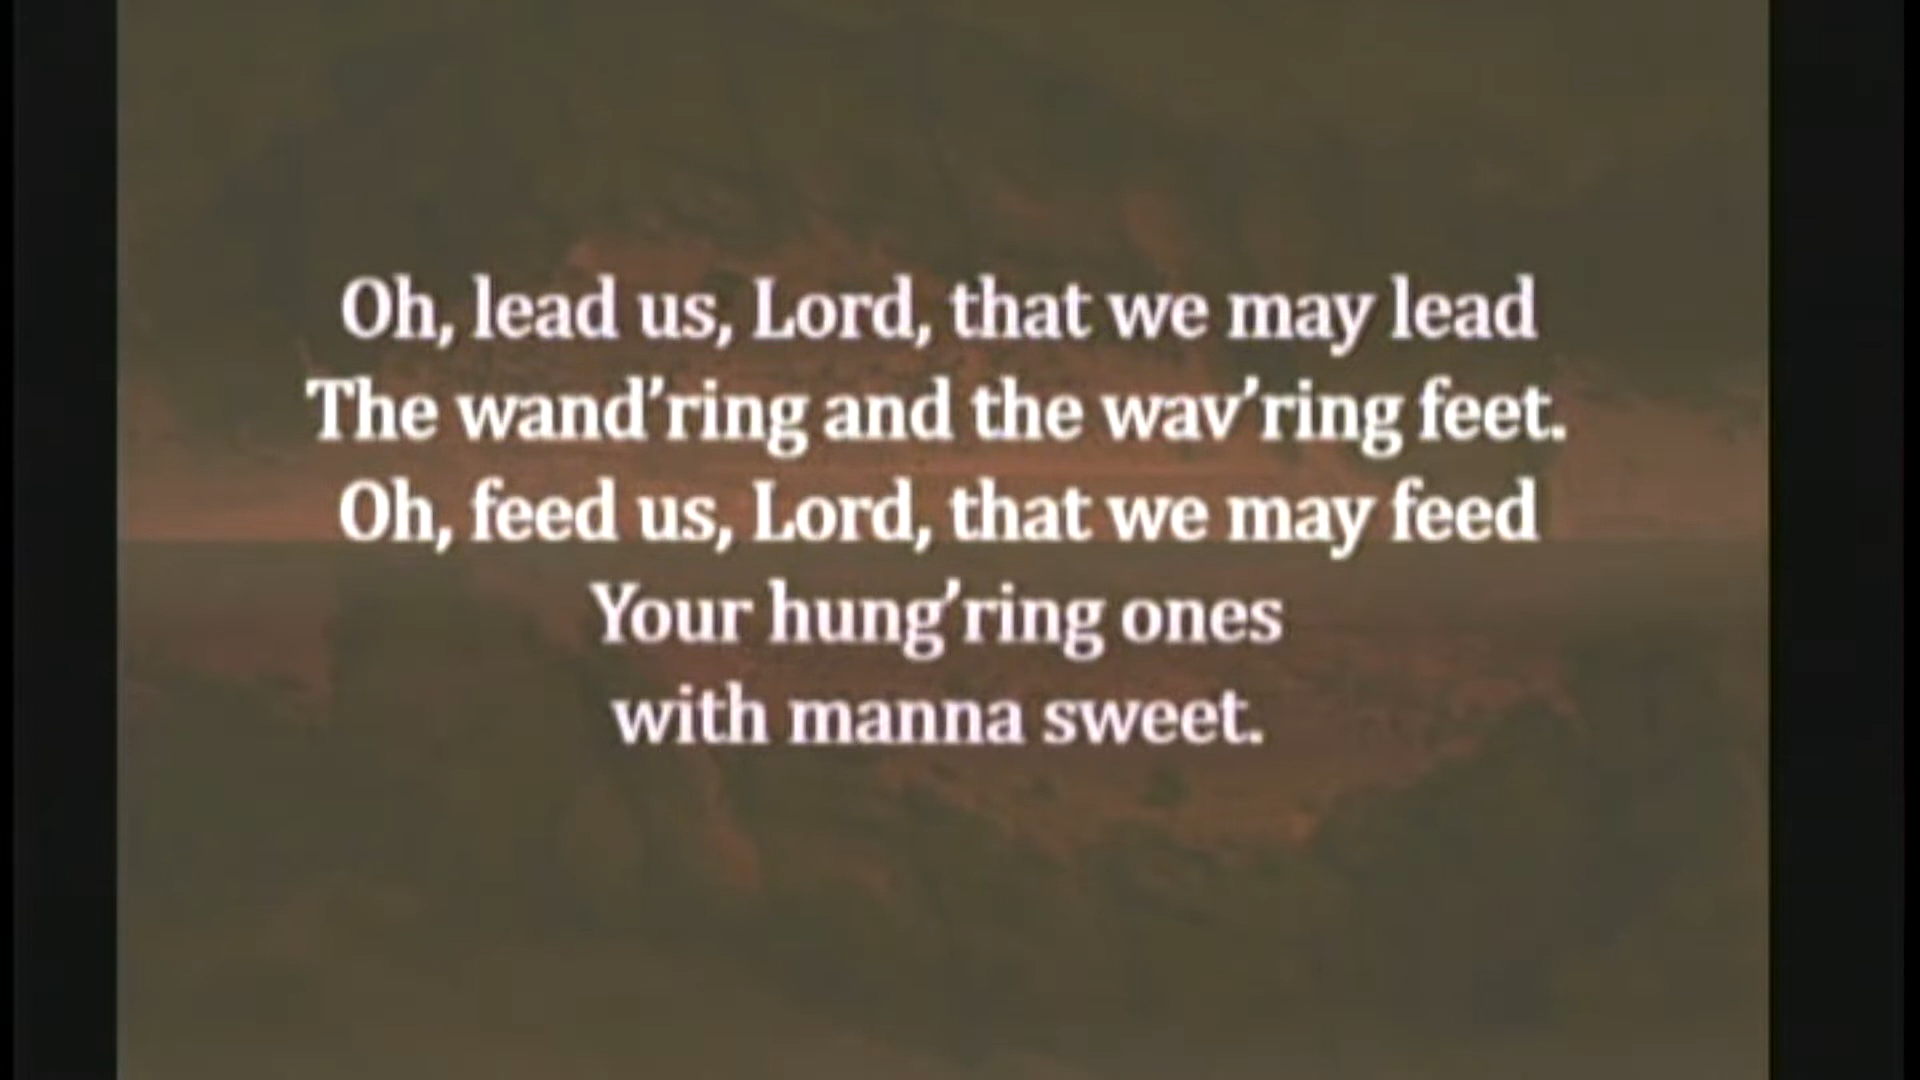 Oh, lead us, Lord, that we may lead
The wand’ring and the wav’ring feet.
Oh, feed us, Lord, that we may feed
Your hung’ring ones
with manna sweet.